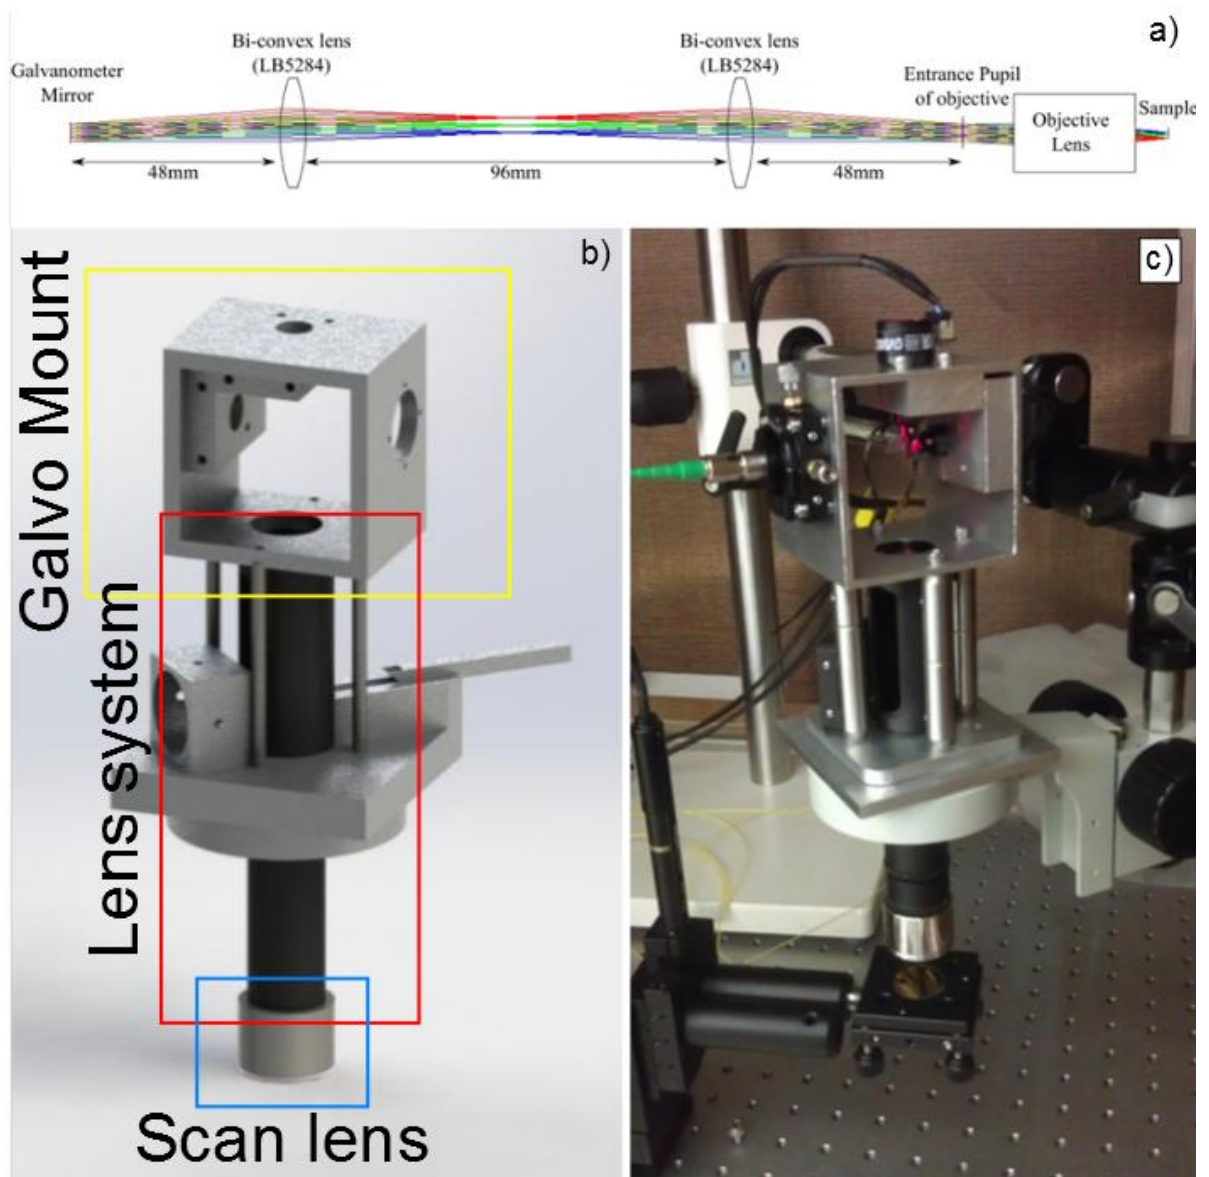 a)
Bi-convex lens
(LB5284)
Bi-convex lens
(LB5284)
Galvanometer
Mirror
Entrance Pupil
of objective
Sample
Objective
Lens
48mm
96mm
48mm
b)
c)
Galvo Mount
Lens system
Scan lens